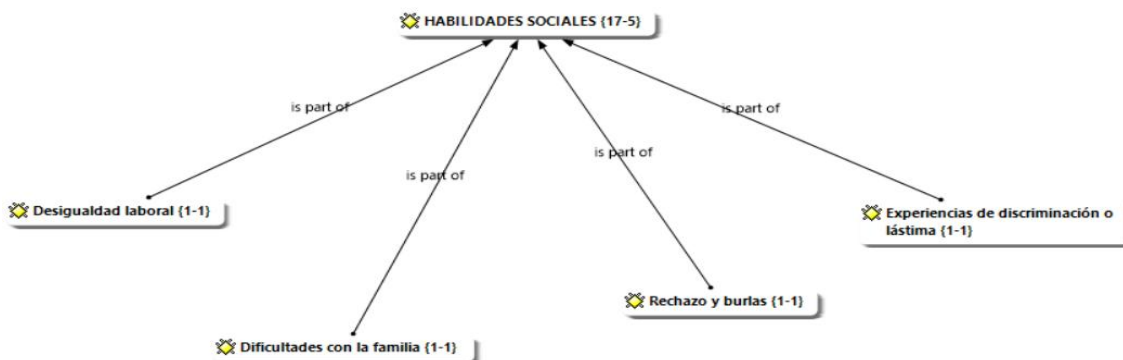 HABILIDADES SOCIALES {17-5}
is part of
is part of
is part of
is part of
Desigualdad laboral {1-1}
Experiencias de discriminación o
lástima {1-1}
Rechazo y burlas {1-1}
Dificultades con la familia {1-1}